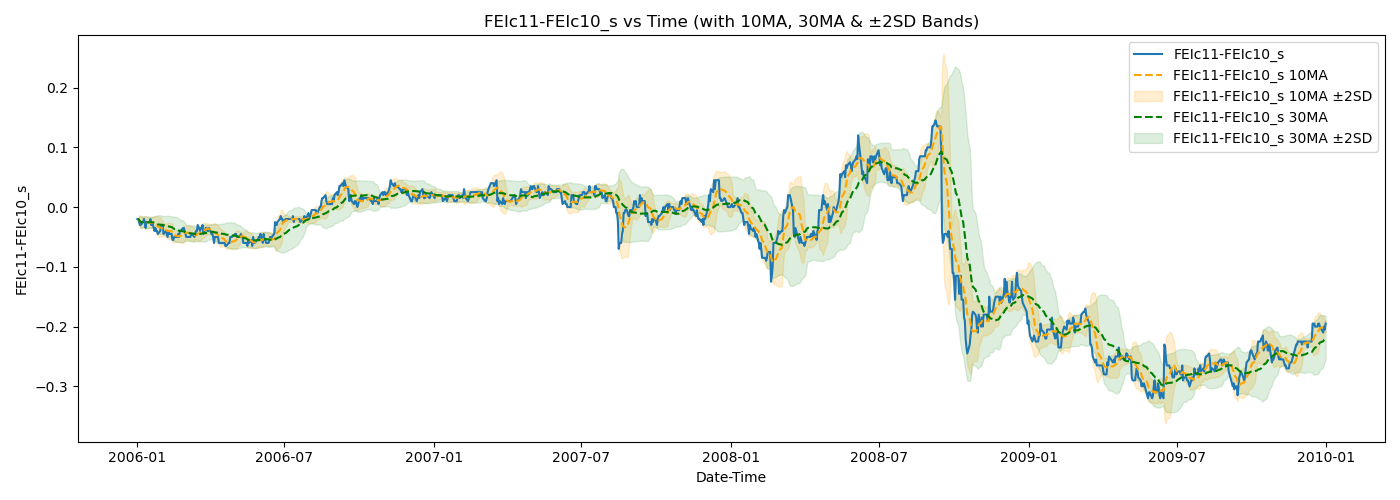 FEIc11-FEIc10_s vs Time (with 10MA, 30MA & ±2SD Bands)
FEIc11-FEIc10_s
FEIc11-FEIc10_s 10MA
FEIc11-FEIc10_s 10MA ±2SD
FEIc11-FEIc10_s 30MA
FEIc11-FEIc10_s 30MA ±2SD
FEIc11-FEIc10_s
0.2
0.1
0.0
−0.1
−0.2
−0.3
2006-01 2006-07 2007-01 2007-07 2008-01 2008-07 2009-01 2009-07 2010-01
Date-Time